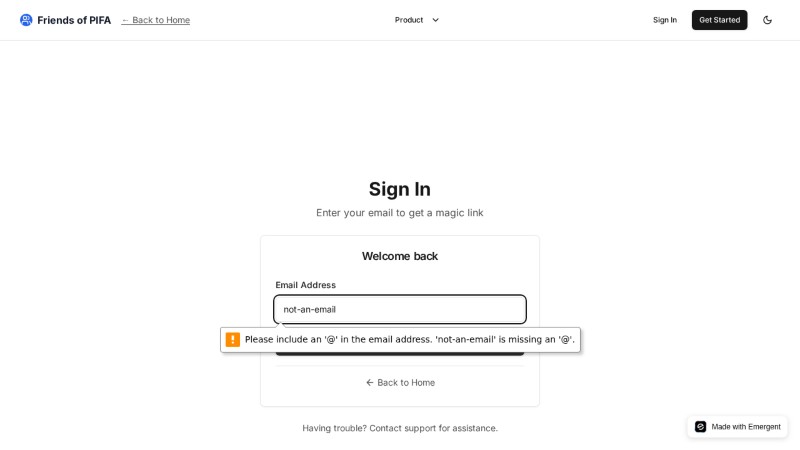 Friends of PIFA
← Back to Home
Product
Sign In
Get Started
Sign In
Enter your email to get a magic link
Welcome back
Email Address
not-an-email
Please include an '@' in the email address. 'not-an-email' is missing an '@'.
← Back to Home
Having trouble? Contact support for assistance.
Made with Emergent